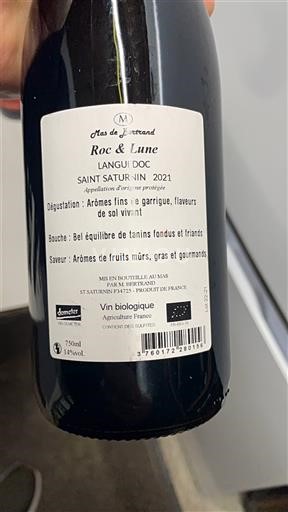 M
Mas de Bertrand
Roc & Lune
LANGUEDOC
SAINT SATURNIN 2021
Appellation d'origine protégée
Dégustation : Arômes fins de garrigue, flaveurs
de sol vivant
Bouche : Bel équilibre de tanins fondus et friands
Saveur : Arômes de fruits mûrs, gras et gourmands
MIS EN BOUTEILLE AU MAS
PAR M. BERTRAND
ST SATURNIN F34725 - PRODUIT DE FRANCE
demeter
Vin biologique
Agriculture France
CONTIENT DES SULFITES
750ml
14%vol.
3 760172 280156